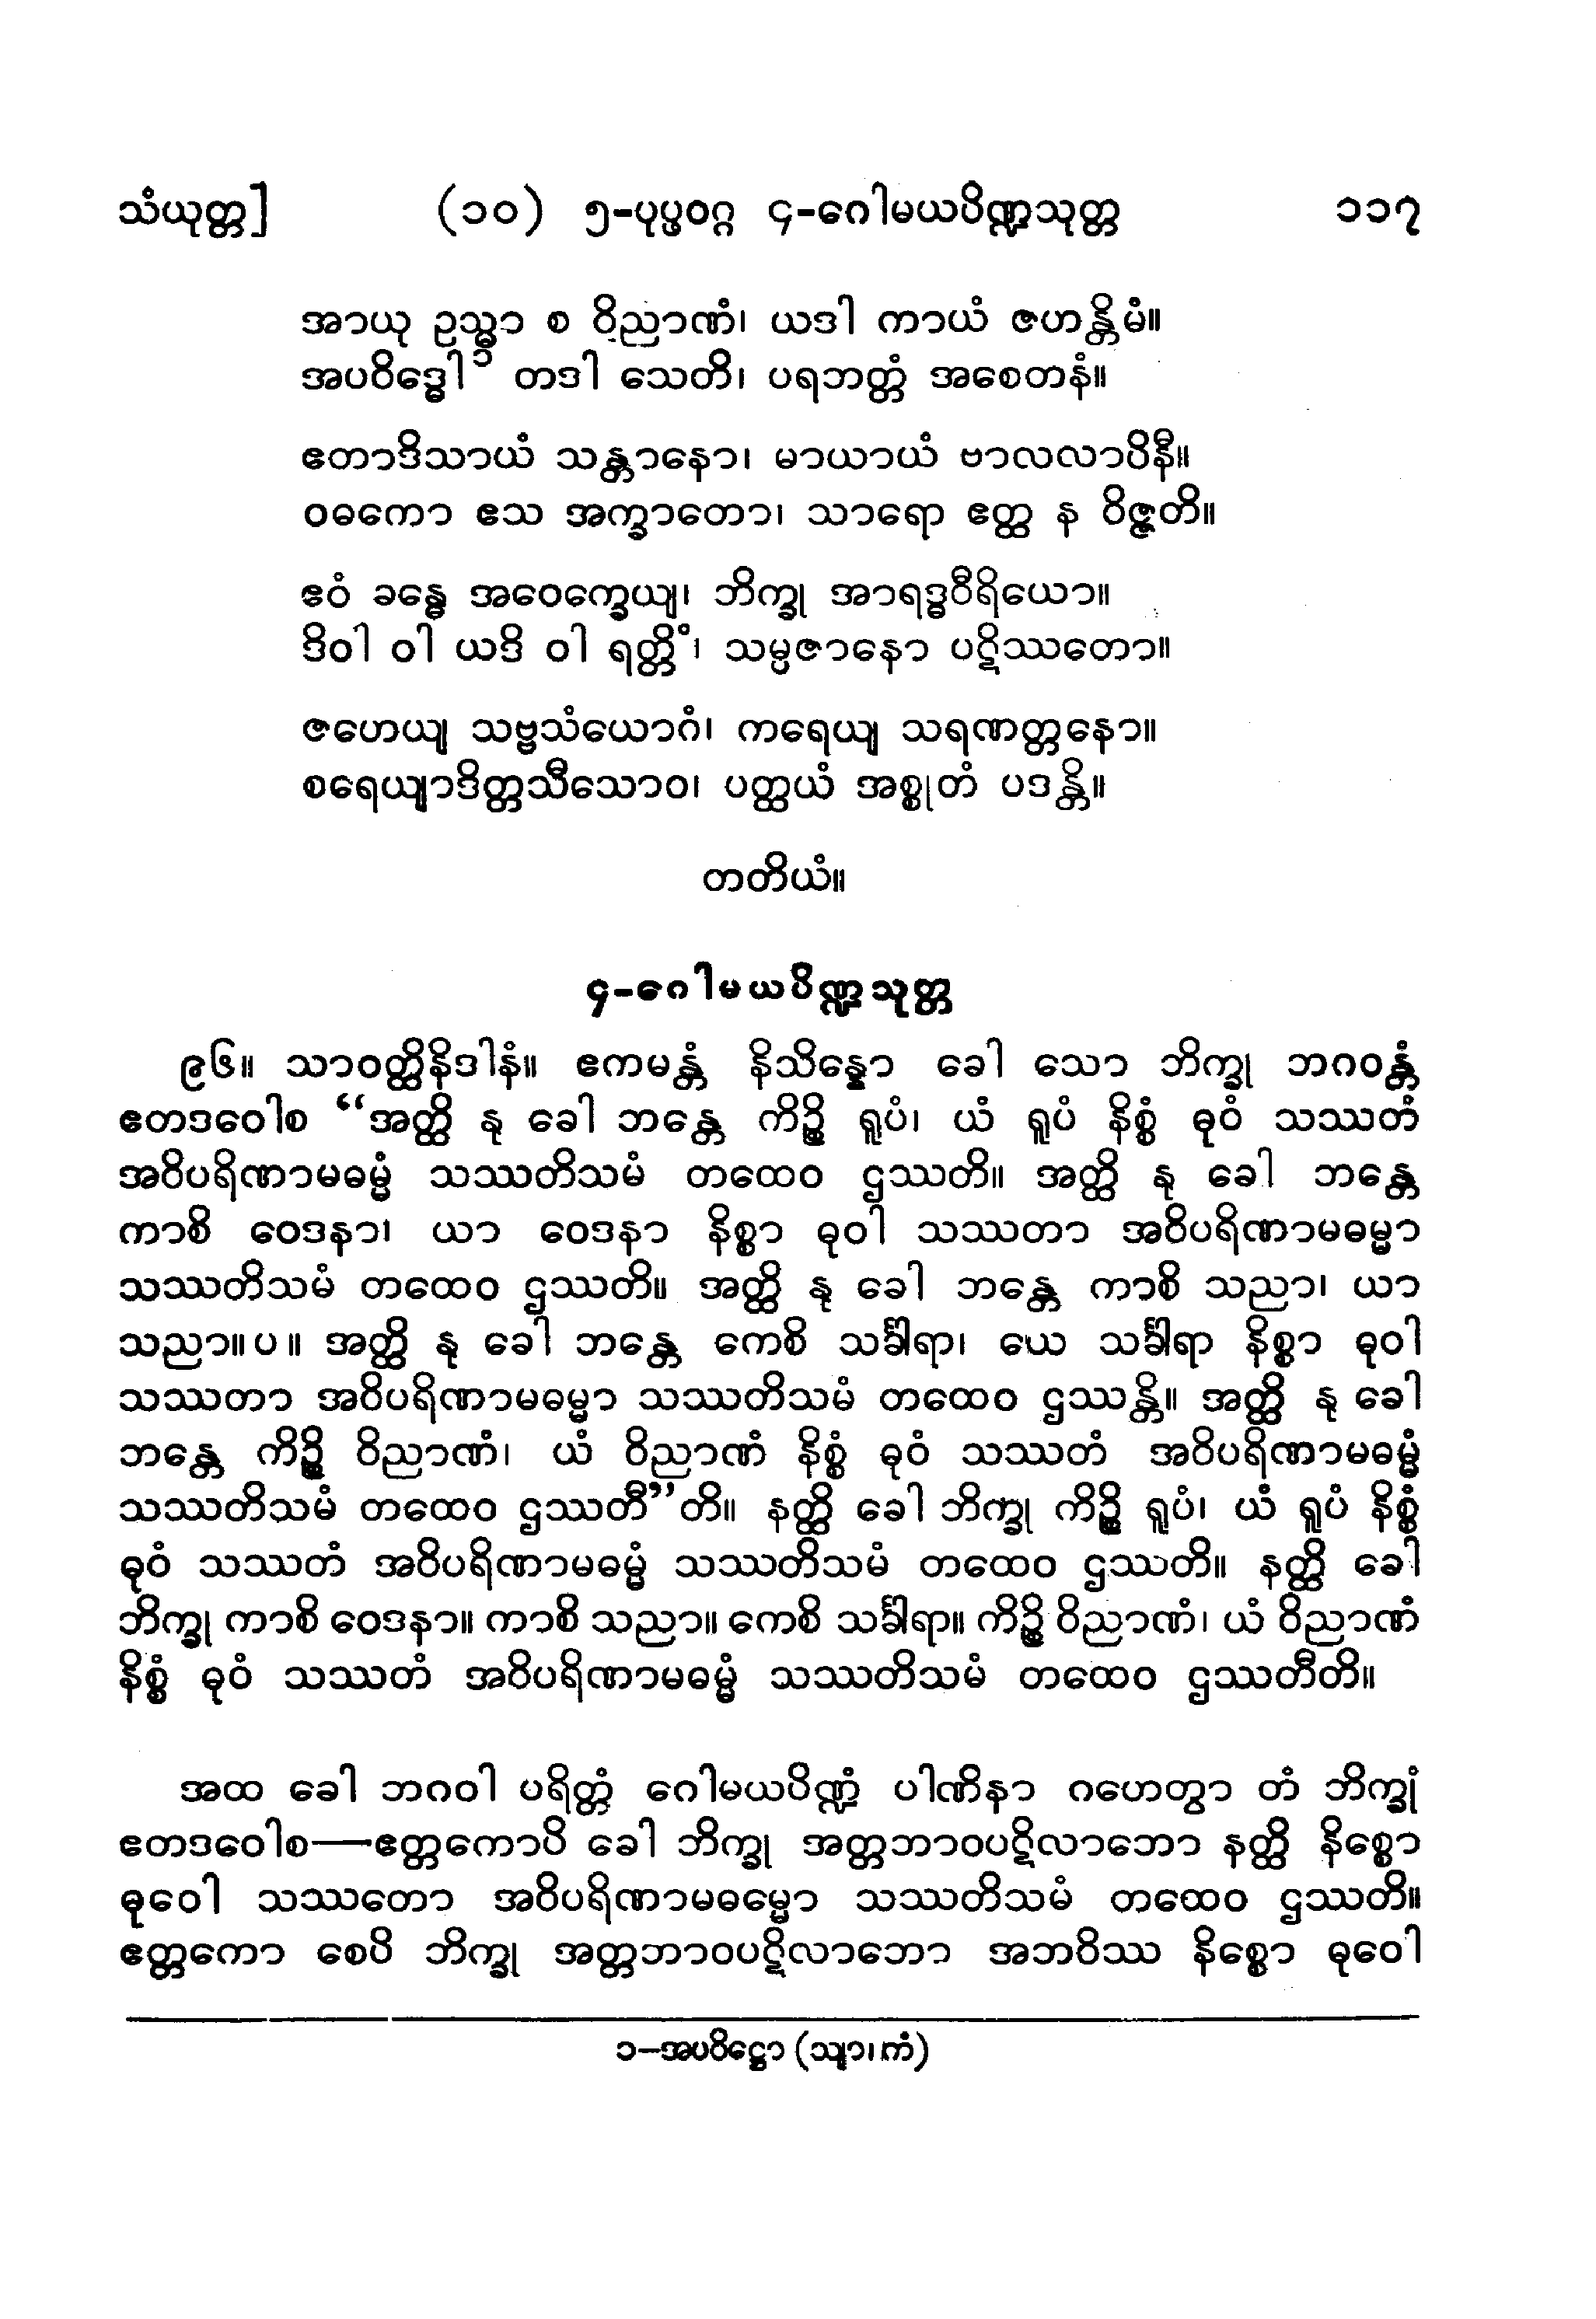 သံယုတ္တ] (၁၀) ၅-ပုပ္ဖဝဂ္ဂ ၄-ဂေါမယပိဏ္ဍသုတ္တ ၁၁၇
အာယု ဥသ္မာ စ ဝိညာဏံ၊ ယဒါ ကာယံ ဇဟန္တိမံ။
အပဝိဒ္ဓေါ၁ တဒါ သေတိ၊ ပရဘတ္တံ အစေတနံ။
ဧတာဒိသာယံ သန္တာနော၊ မာယာယံ ဗာလလာပိနီ။
ဝဓကော ဧသ အက္ခာတော၊ သာရော ဧတ္ထ န ဝိဇ္ဇတိ။
ဧဝံ ခန္ဓေ အဝေက္ခေယျ၊ ဘိက္ခု အာရဒ္ဓဝီရိယော။
ဒိဝါ ဝါ ယဒိ ဝါ ရတ္တိံ၊ သမ္ပဇာနော ပဋိဿတော။
ဇဟေယျ သဗ္ဗသံယောဂံ၊ ကရေယျ သရဏတ္တနော။
စရေယျာဒိတ္တသီသောဝ၊ ပတ္ထယံ အစ္စုတံ ပဒန္တိ။
တတိယံ။
၄-ဂေါမယပိဏ္ဍသုတ္တ
၉၆။ သာဝတ္ထိနိဒါနံ။ ဧကမန္တံ နိသိန္နော ခေါ သော ဘိက္ခု ဘဂဝန္တံ
ဧတဒဝေါစ “အတ္ထိ နု ခေါ ဘန္တေ ကိဉ္စိ ရူပံ၊ ယံ ရူပံ နိစ္စံ ဓုဝံ သဿတံ
အဝိပရိဏာမဓမ္မံ သဿတိသမံ တထေဝ ဌဿတိ။ အတ္ထိ နု ခေါ ဘန္တေ
ကာစိ ဝေဒနာ၊ ယာ ဝေဒနာ နိစ္စာ ဓုဝါ သဿတာ အဝိပရိဏာမဓမ္မာ
သဿတိသမံ တထေဝ ဌဿတိ။ အတ္ထိ နု ခေါ ဘန္တေ ကာစိ သညာ၊ ယာ
သညာ။ပ။ အတ္ထိ နု ခေါ ဘန္တေ ကေစိ သင်္ခါရာ၊ ယေ သင်္ခါရာ နိစ္စာ ဓုဝါ
သဿတာ အဝိပရိဏာမဓမ္မာ သဿတိသမံ တထေဝ ဌဿန္တိ။ အတ္ထိ နု ခေါ
ဘန္တေ ကိဉ္စိ ဝိညာဏံ၊ ယံ ဝိညာဏံ နိစ္စံ ဓုဝံ သဿတံ အဝိပရိဏာမဓမ္မံ
သဿတိသမံ တထေဝ ဌဿတီ”တိ။ နတ္ထိ ခေါ ဘိက္ခု ကိဉ္စိ ရူပံ၊ ယံ ရူပံ နိစ္စံ
ဓုဝံ သဿတံ အဝိပရိဏာမဓမ္မံ သဿတိသမံ တထေဝ ဌဿတိ။ နတ္ထိ ခေါ
ဘိက္ခု ကာစိ ဝေဒနာ။ ကာစိ သညာ။ ကေစိ သင်္ခါရာ။ ကိဉ္စိ ဝိညာဏံ၊ ယံ ဝိညာဏံ
နိစ္စံ ဓုဝံ သဿတံ အဝိပရိဏာမဓမ္မံ သဿတိသမံ တထေဝ ဌဿတီတိ။
အထ ခေါ ဘဂဝါ ပရိတ္တံ ဂေါမယပိဏ္ဍံ ပါဏိနာ ဂဟေတွာ တံ ဘိက္ခုံ
ဧတဒဝေါစ—ဧတ္တကောပိ ခေါ ဘိက္ခု အတ္တဘာဝပဋိလာဘော နတ္ထိ နိစ္စော
ဓုဝေါ သဿတော အဝိပရိဏာမဓမ္မော သဿတိသမံ တထေဝ ဌဿတိ။
ဧတ္တကော စေပိ ဘိက္ခု အတ္တဘာဝပဋိလာဘော အဘဝိဿ နိစ္စော ဓုဝေါ
၁—အပဝိဋ္ဌော (သျာ၊ကံ)